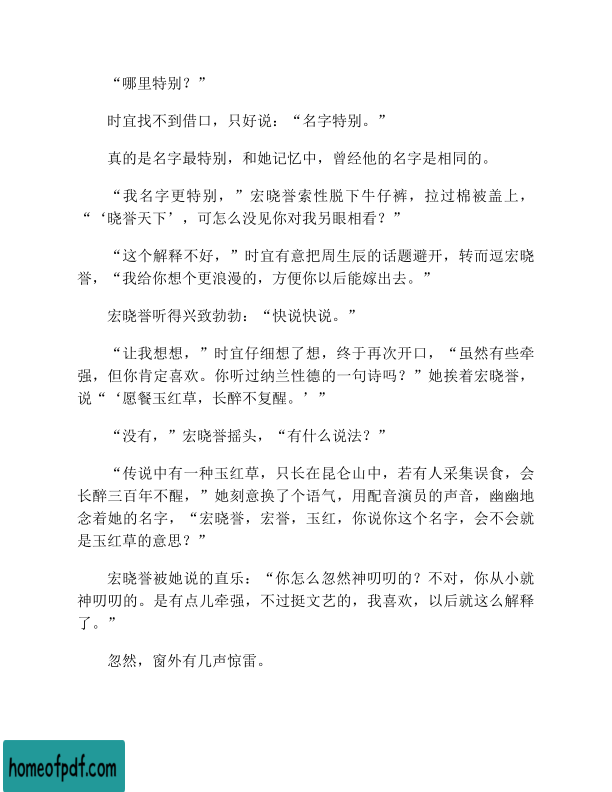 “哪里特别？”
时宜找不到借口，只好说：“名字特别。”
真的是名字最特别，和她记忆中，曾经他的名字是相同的。
“我名字更特别，”宏晓誉索性脱下牛仔裤，拉过棉被盖上，
“‘晓誉天下’，可怎么没见你对我另眼相看？”
“这个解释不好，”时宜有意把周生辰的话题避开，转而逗宏晓
誉，“我给你想个更浪漫的，方便你以后能嫁出去。”
宏晓誉听得兴致勃勃：“快说快说。”
“让我想想，”时宜仔细想了想，终于再次开口，“虽然有些牵
强，但你肯定喜欢。你听过纳兰性德的一句诗吗？”她挨着宏晓誉，
说“‘愿餐玉红草，长醉不复醒。’”
“没有，”宏晓誉摇头，“有什么说法？”
“传说中有一种玉红草，只长在昆仑山中，若有人采集误食，会
长醉三百年不醒，”她刻意换了个语气，用配音演员的声音，幽幽地
念着她的名字，“宏晓誉，宏誉，玉红，你说你这个名字，会不会就
是玉红草的意思？”
宏晓誉被她说的直乐：“你怎么忽然神叨叨的？不对，你从小就
神叨叨的。是有点儿牵强，不过挺文艺的，我喜欢，以后就这么解释
了。”
忽然，窗外有几声惊雷。
homeofpdf.com